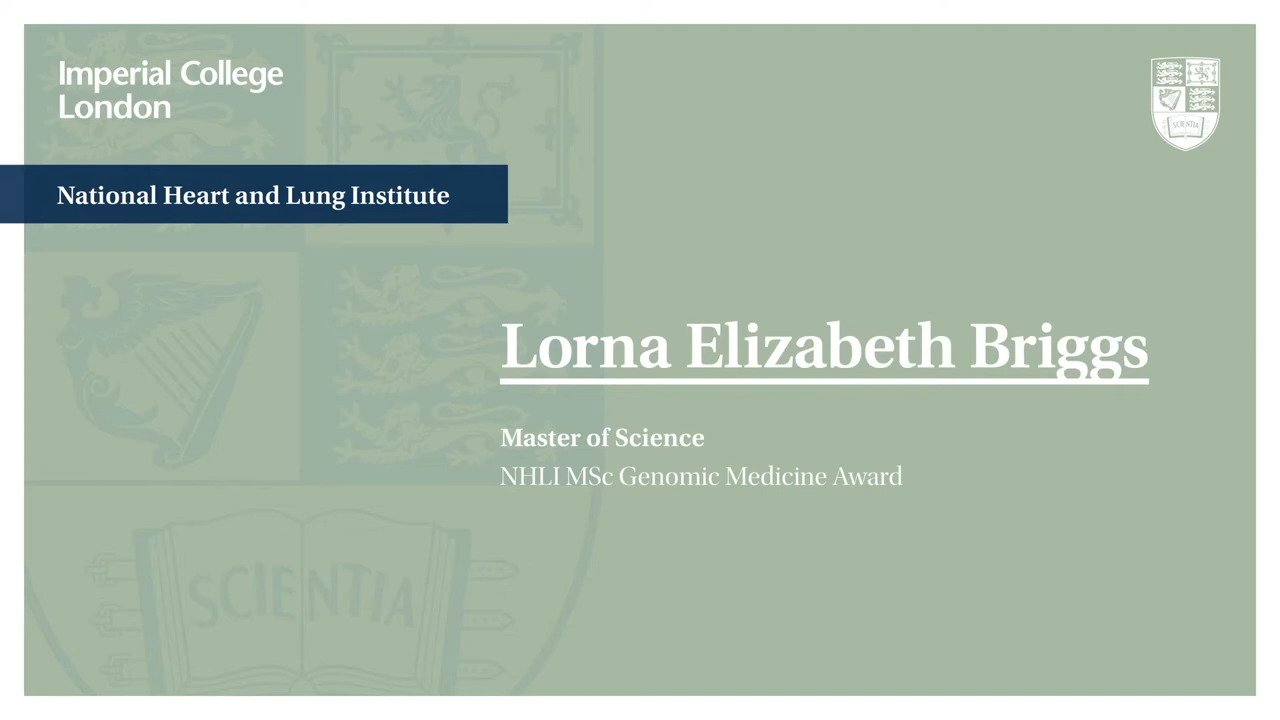 Imperial College
London
National Heart and Lung Institute
Lorna Elizabeth Briggs
Master of Science
NHLI MSc Genomic Medicine Award
SCIENTIA
SCIENTIA